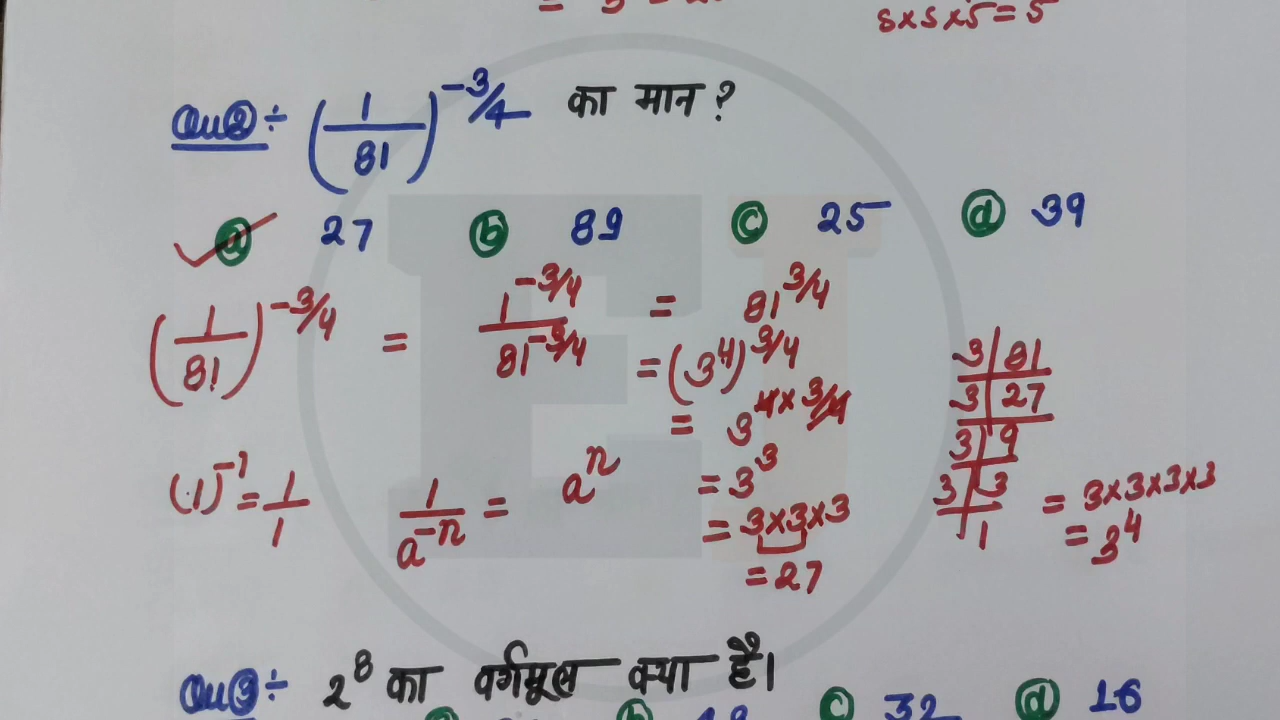 5×5×5 = 5
Qu② ÷ (1/81)^-3/4 का मान ?
ⓐ 27 ⓑ 89 ⓒ 25 ⓓ 39
(1/81)^-3/4 = 1^-3/4 / 81^-3/4 = 81^3/4
= (3^4)^3/4
= 3^4×3/4
(1)^-1 = 1/1 1/a^-n = a^n = 3^3
= 3×3×3
= 27
3|81
3|27
3|9
3|3
1 = 3×3×3×3
= 3^4
Qu③ ÷ 2^8 का वर्गमूल क्या है।
ⓒ 32 ⓓ 16
EJ